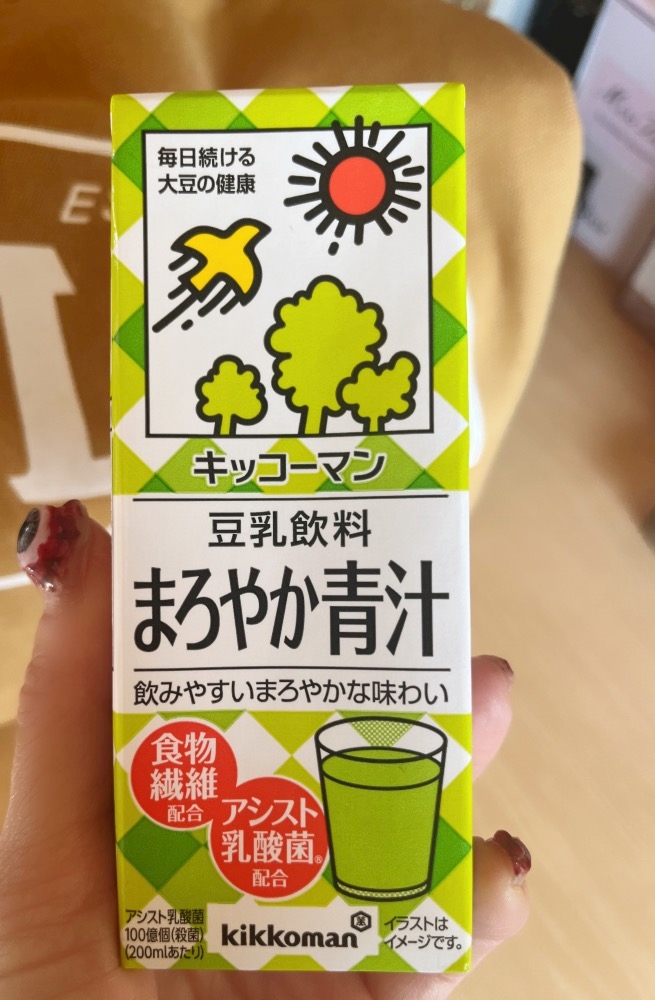 毎日続ける
大豆の健康
キッコーマン
豆乳飲料
まろやか青汁
飲みやすいまろやかな味わい
食物
繊維
配合
アシスト
乳酸菌®
配合
アシスト乳酸菌
100億個(殺菌)
(200mlあたり)
kikkoman
イラストは
イメージです。